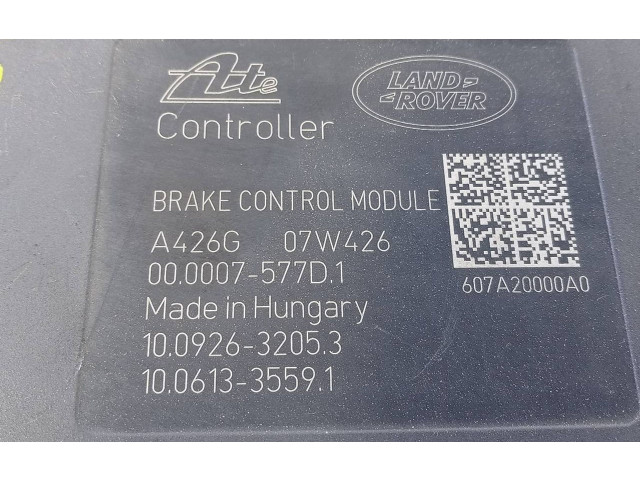 Ate
LAND
ROVER
Controller
BRAKE CONTROL MODULE
A426G 07W426
00.0007-577D.1
607A20000A0
Made in Hungary
10.0926-3205.3
10.0613-3559.1